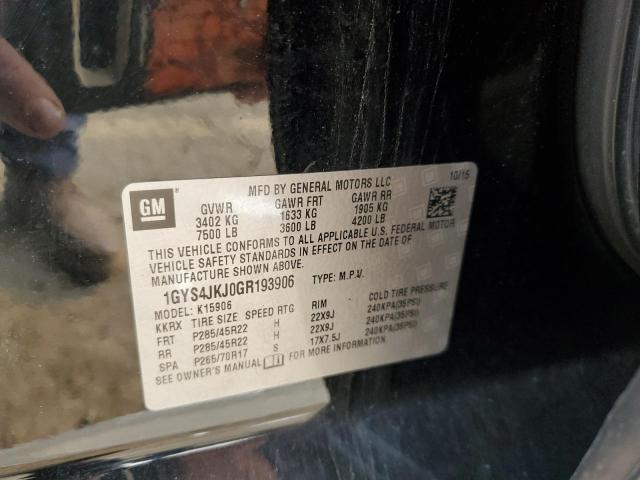 MFD BY GENERAL MOTORS LLC 10/15
GM GVWR GAWR FRT GAWR RR
3402 KG 1633 KG 1905 KG
7500 LB 3600 LB 4200 LB
THIS VEHICLE CONFORMS TO ALL APPLICABLE U.S. FEDERAL MOTOR
VEHICLE SAFETY STANDARDS IN EFFECT ON THE DATE OF
MANUFACTURE SHOWN ABOVE.
1GYS4JKJ0GR193906 TYPE: M.P.V.
MODEL: K15906
KKRX TIRE SIZE SPEED RTG RIM COLD TIRE PRESSURE
FRT P285/45R22 H 22X9J 240KPA(35PSI)
RR P285/45R22 H 22X9J 240KPA(35PSI)
SPA P265/70R17 S 17X7.5J 240KPA(35PSI)
SEE OWNER'S MANUAL FOR MORE INFORMATION.